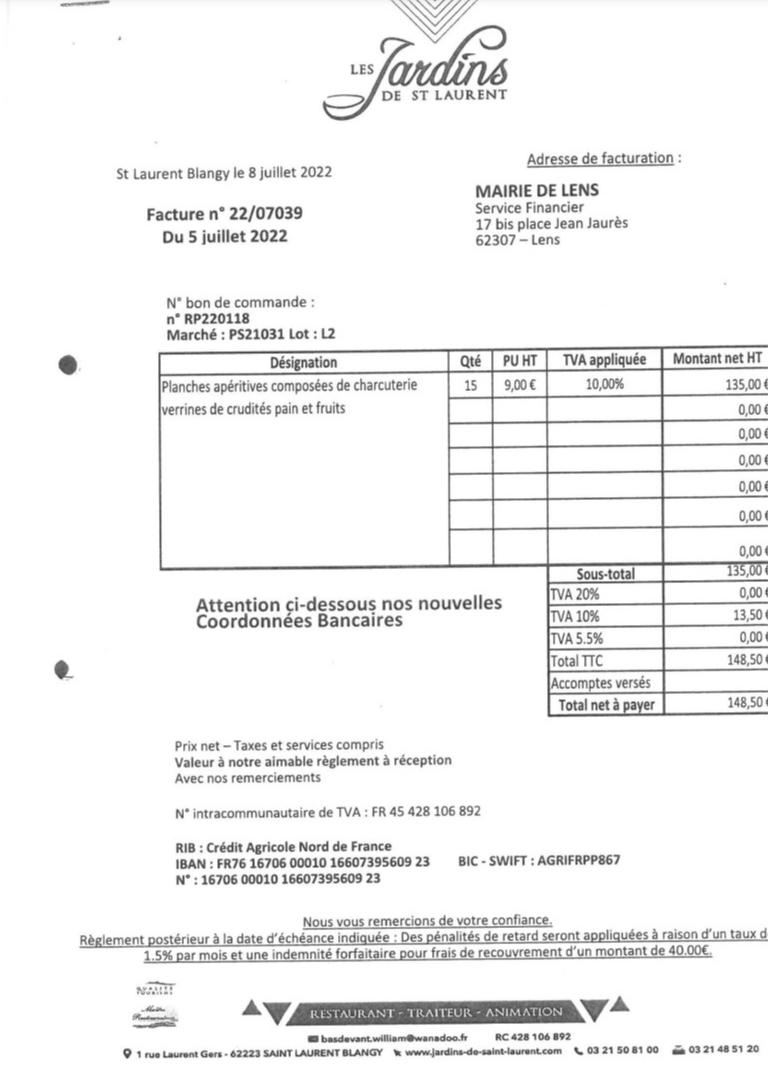 LES Jardins
DE ST LAURENT
St Laurent Blangy le 8 juillet 2022
Adresse de facturation :
MAIRIE DE LENS
Service Financier
17 bis place Jean Jaurès
62307 – Lens
Facture n° 22/07039
Du 5 juillet 2022
N° bon de commande :
n° RP220118
Marché : PS21031 Lot : L2
Désignation Qté PU HT TVA appliquée Montant net HT
Planches apéritives composées de charcuterie 15 9,00 € 10,00% 135,00 €
verrines de crudités pain et fruits 0,00 €
0,00 €
0,00 €
0,00 €
0,00 €
0,00 €
Sous-total 135,00 €
TVA 20% 0,00 €
TVA 10% 13,50 €
TVA 5.5% 0,00 €
Total TTC 148,50 €
Accomptes versés
Total net à payer 148,50 €
Attention ci-dessous nos nouvelles
Coordonnées Bancaires
Prix net – Taxes et services compris
Valeur à notre aimable règlement à réception
Avec nos remerciements
N° intracommunautaire de TVA : FR 45 428 106 892
RIB : Crédit Agricole Nord de France
IBAN : FR76 16706 00010 16607395609 23 BIC - SWIFT : AGRIFRPP867
N° : 16706 00010 16607395609 23
Nous vous remercions de votre confiance.
Règlement postérieur à la date d'échéance indiquée : Des pénalités de retard seront appliquées à raison d'un taux d
1.5% par mois et une indemnité forfaitaire pour frais de recouvrement d'un montant de 40.00€.
QUALITÉ
TOURISME
Maître
Restaurateur
RESTAURANT - TRAITEUR - ANIMATION
basdevant.william@wanadoo.fr RC 428 106 892
1 rue Laurent Gers - 62223 SAINT LAURENT BLANGY www.jardins-de-saint-laurent.com 03 21 50 81 00 03 21 48 51 20